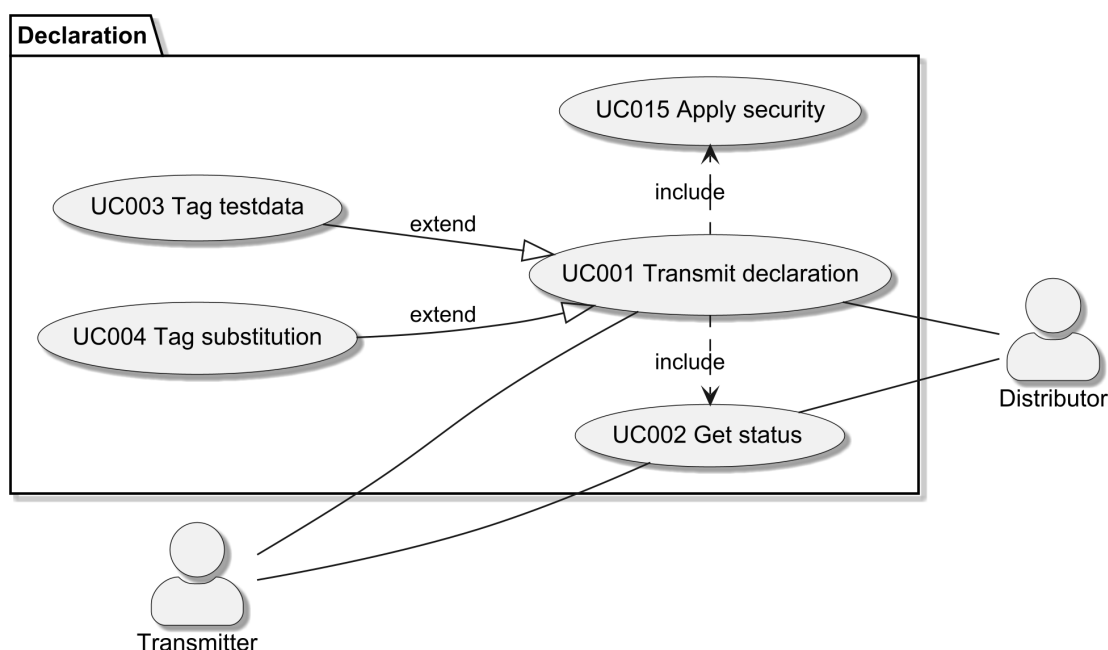 Declaration
UC015 Apply security
include
UC003 Tag testdata
extend
UC001 Transmit declaration
extend
UC004 Tag substitution
include
Distributor
UC002 Get status
Transmitter